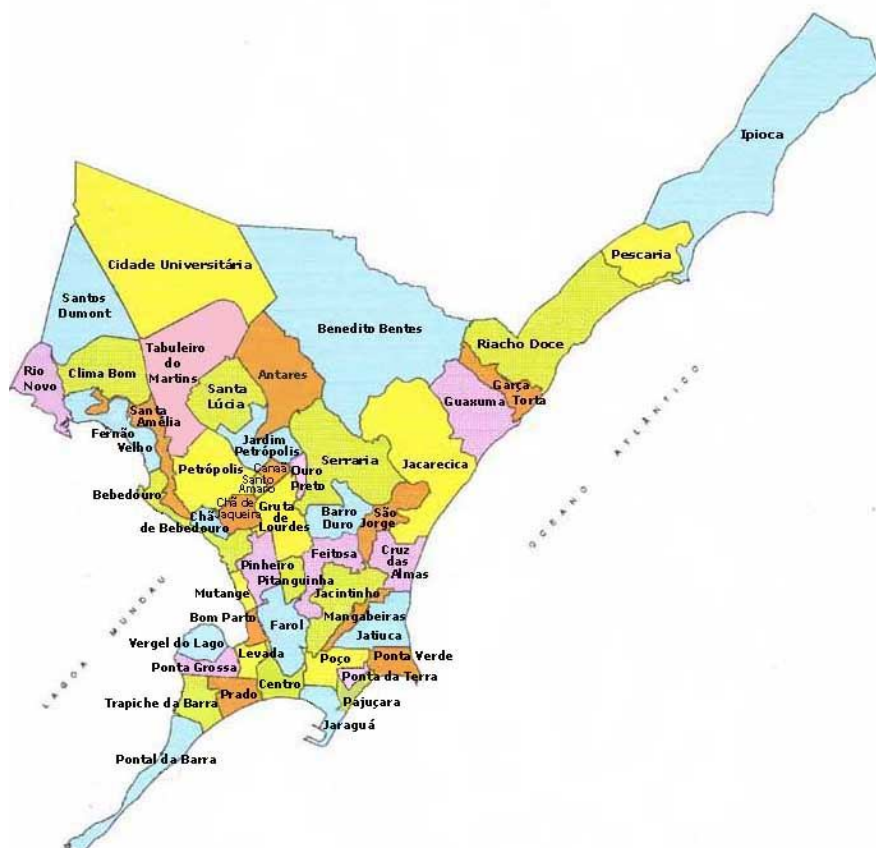 Ipioca
Pescaria
Cidade Universitária
Santos
Dumont
Benedito Bentes
Riacho Doce
Tabuleiro
do
Martins
Rio
Novo
Clima Bom
Antares
Garça
Torta
Guaxuma
Santa
Lúcia
Santa
Amélia
Fernão
Velho
Jardim
Petrópolis
Serraria
Jacarecica
Petrópolis
Canaã
Santo
Amaro
Ouro
Preto
Bebedouro
Chã de
Jaqueira
Gruta
de
Lourdes
Barro
Duro
São
Jorge
Chã
de Bebedouro
Feitosa
Cruz
das
Almas
Pinheiro
Pitanguinha
Jacintinho
Mutange
Mangabeiras
Bom Parto
Farol
Jatiuca
Vergel do Lago
Levada
Poço
Ponta Verde
Ponta Grossa
Ponta da Terra
Centro
Prado
Trapiche da Barra
Pajuçara
Jaraguá
Pontal da Barra
LAGOA MUNDAU
OCEANO ATLÂNTICO